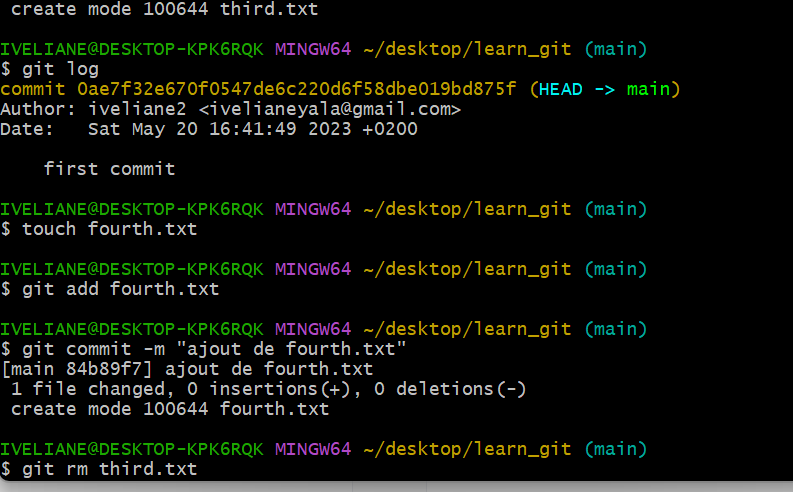 create mode 100644 third.txt
IVELIANE@DESKTOP-KPK6RQK MINGW64 ~/desktop/learn_git (main)
$ git log
commit 0ae7f32e670f0547de6c220d6f58dbe019bd875f (HEAD -> main)
Author: iveliane2 <ivelianeyala@gmail.com>
Date:   Sat May 20 16:41:49 2023 +0200
    first commit
IVELIANE@DESKTOP-KPK6RQK MINGW64 ~/desktop/learn_git (main)
$ touch fourth.txt
IVELIANE@DESKTOP-KPK6RQK MINGW64 ~/desktop/learn_git (main)
$ git add fourth.txt
IVELIANE@DESKTOP-KPK6RQK MINGW64 ~/desktop/learn_git (main)
$ git commit -m "ajout de fourth.txt"
[main 84b89f7] ajout de fourth.txt
 1 file changed, 0 insertions(+), 0 deletions(-)
 create mode 100644 fourth.txt
IVELIANE@DESKTOP-KPK6RQK MINGW64 ~/desktop/learn_git (main)
$ git rm third.txt